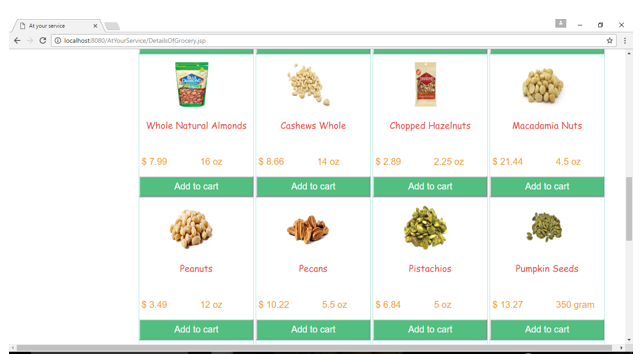 At your service
localhost:8080/AtYourService/DetailsOfGrocery.jsp
Whole Natural Almonds Cashews Whole Chopped Hazelnuts Macadamia Nuts
$ 7.99 16 oz $ 8.66 14 oz $ 2.89 2.25 oz $ 21.44 4.5 oz
Add to cart Add to cart Add to cart Add to cart
Peanuts Pecans Pistachios Pumpkin Seeds
$ 3.49 12 oz $ 10.22 5.5 oz $ 6.84 5 oz $ 13.27 350 gram
Add to cart Add to cart Add to cart Add to cart